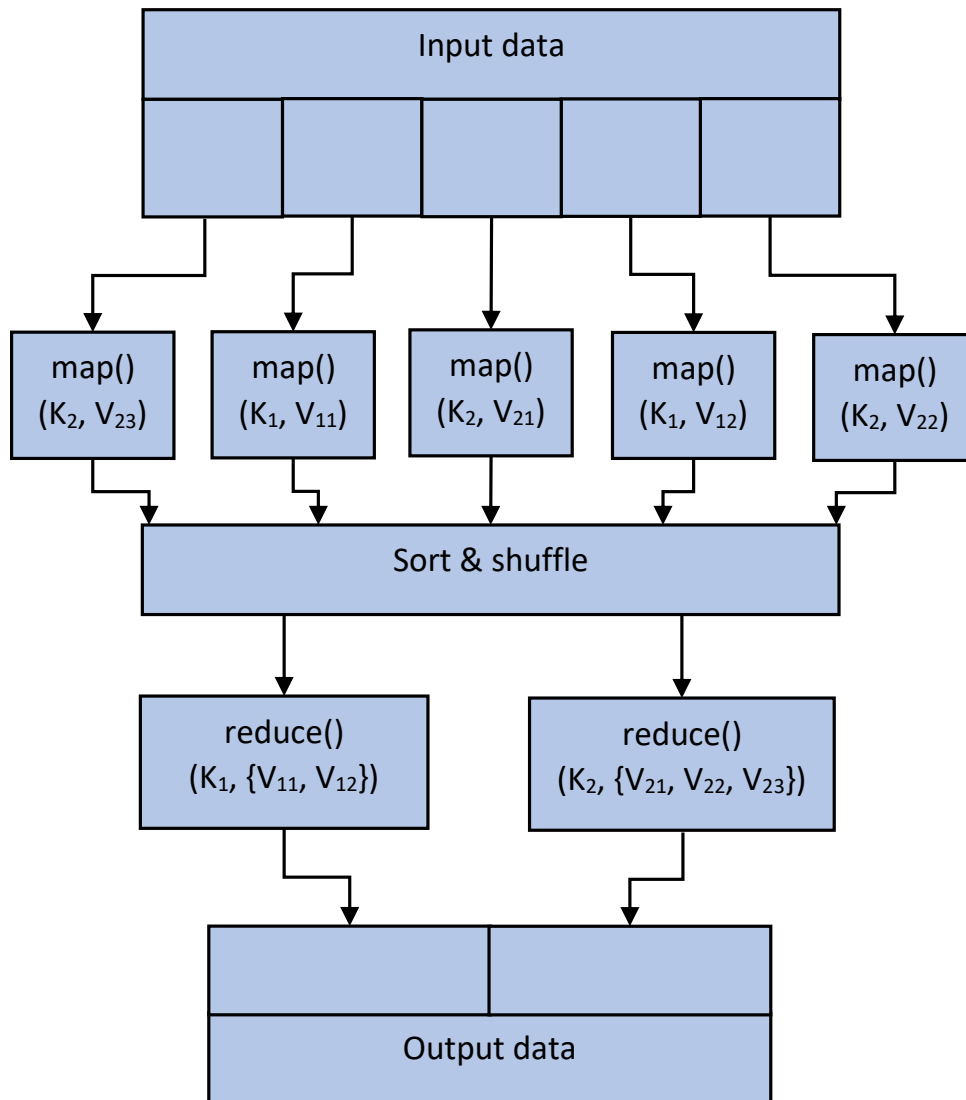 Input data
map()
(K₂, V₂₃)
map()
(K₁, V₁₁)
map()
(K₂, V₂₁)
map()
(K₁, V₁₂)
map()
(K₂, V₂₂)
Sort & shuffle
reduce()
(K₁, {V₁₁, V₁₂})
reduce()
(K₂, {V₂₁, V₂₂, V₂₃})
Output data